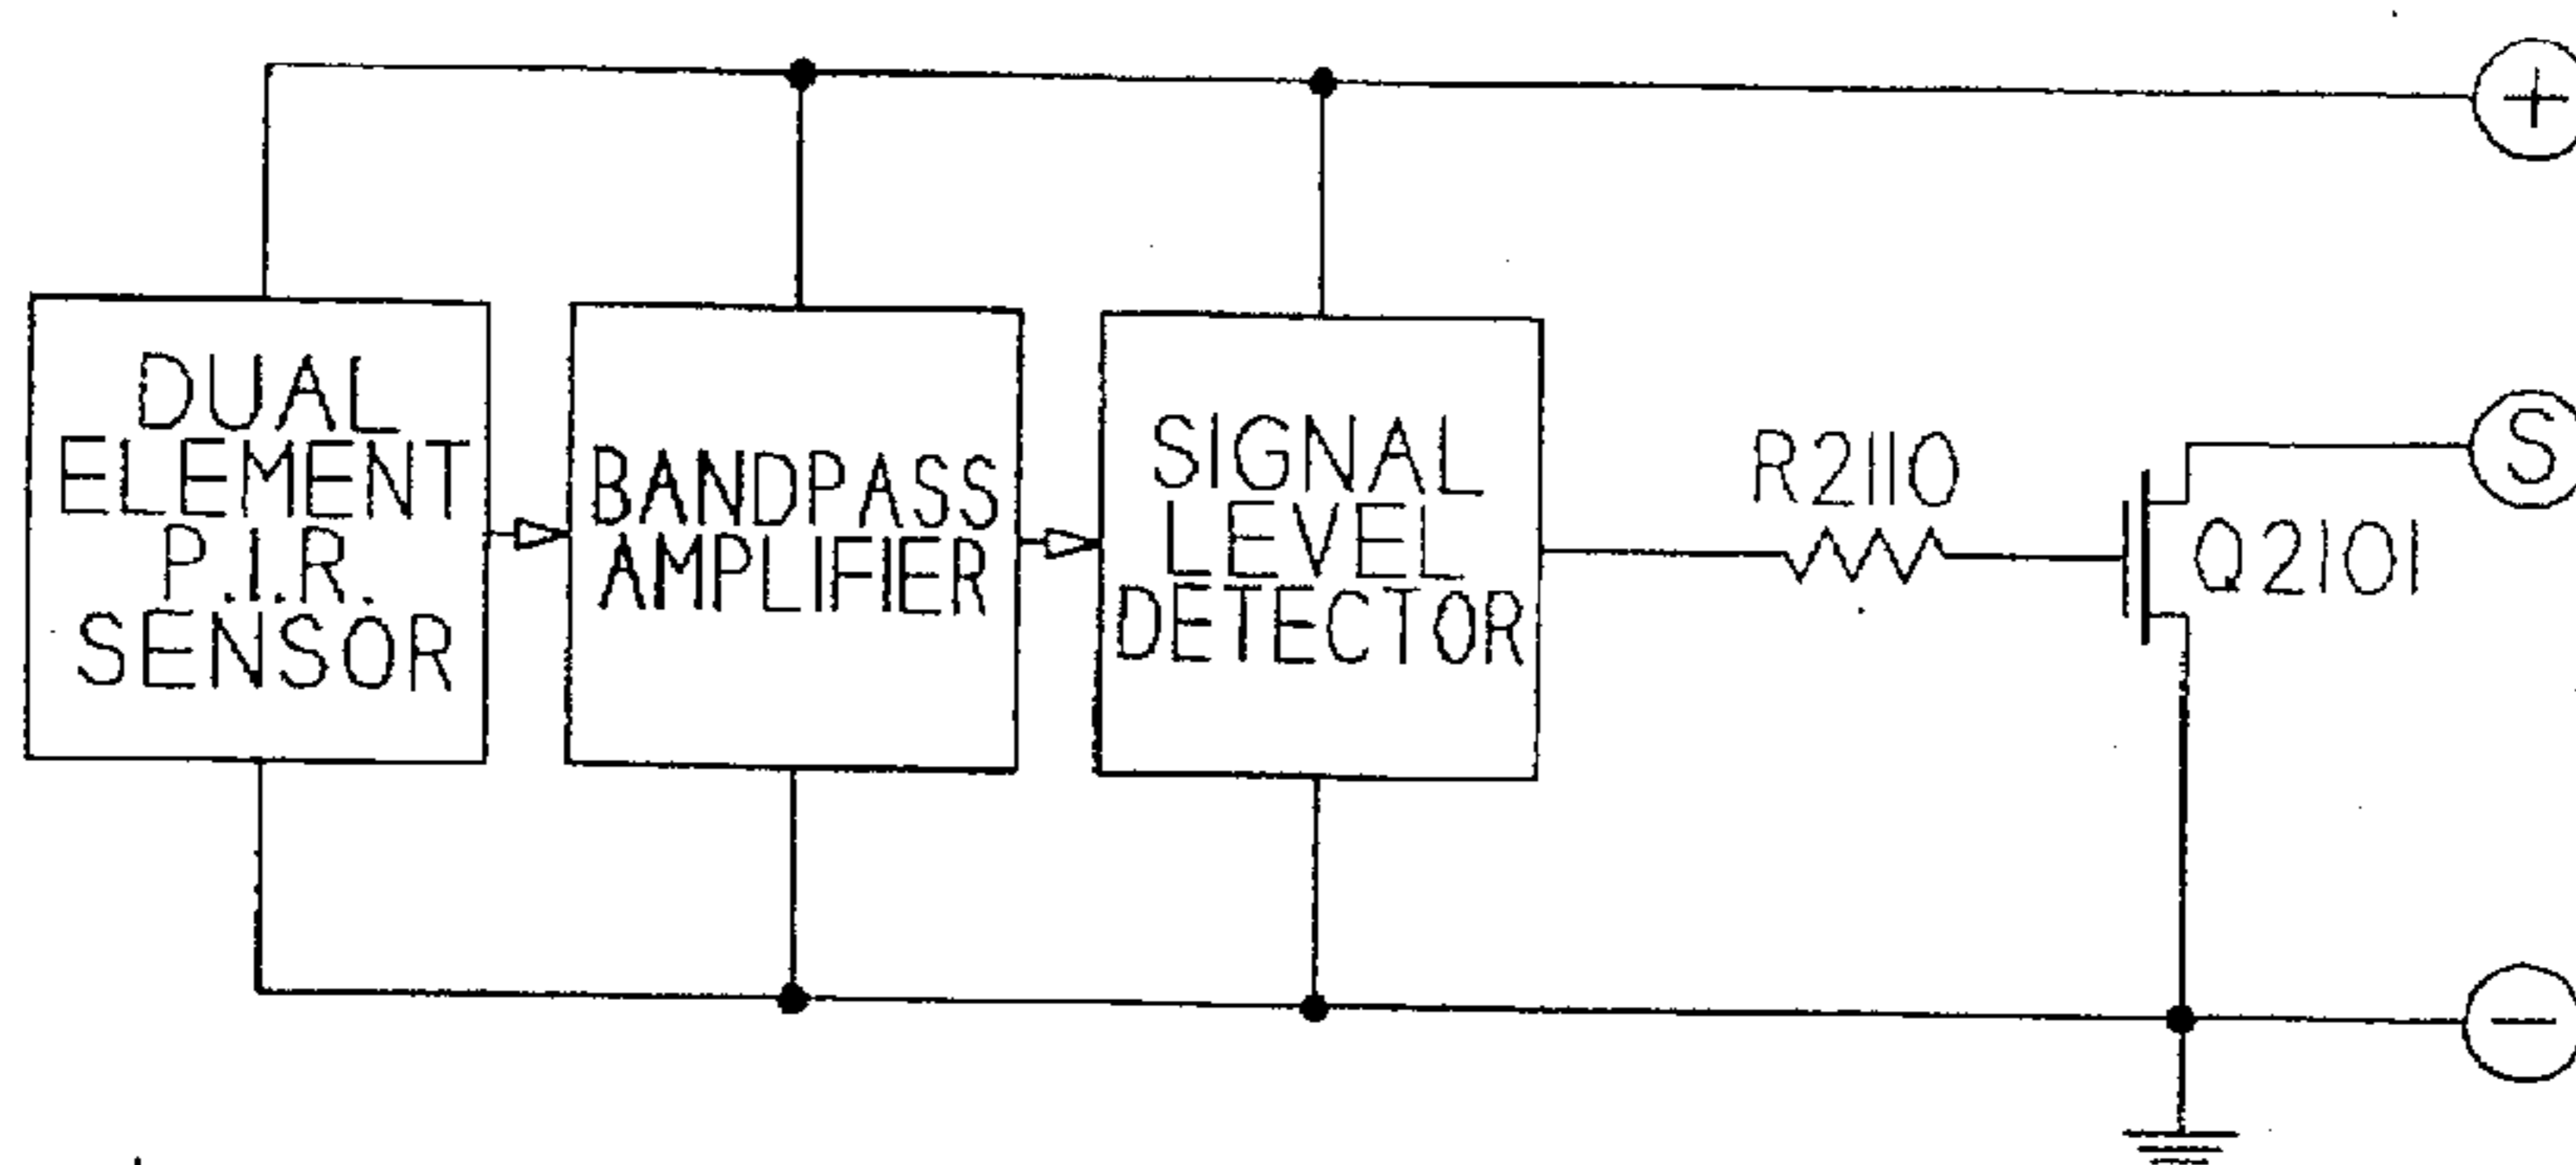 +
DUAL
ELEMENT
P.I.R.
SENSOR
BANDPASS
AMPLIFIER
SIGNAL
LEVEL
DETECTOR
R2110
S
Q2101
−